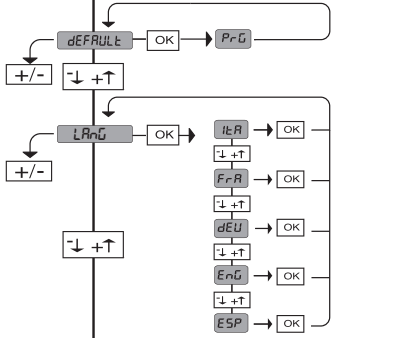 dEFAULt OK PrG
+/- -↓ +↑
LAnG OK ItA OK
-↓ +↑
+/- FrA OK
-↓ +↑
dEU OK
-↓ +↑ -↓ +↑
EnG OK
-↓ +↑
ESP OK